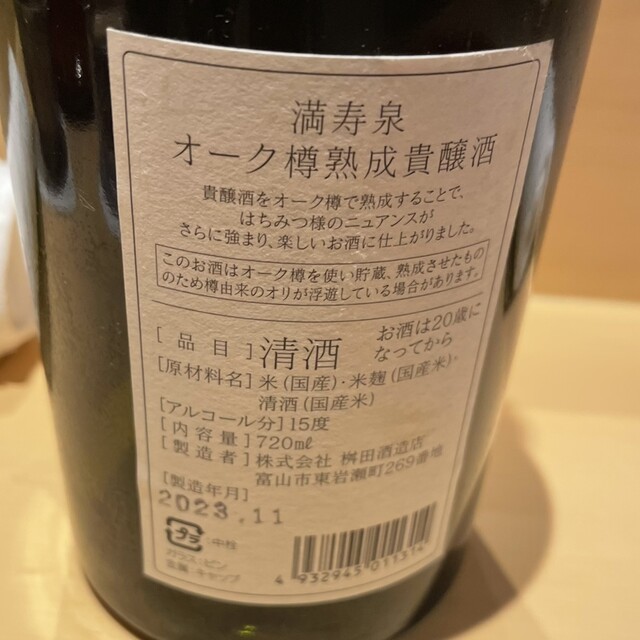 満寿泉
オーク樽熟成貴醸酒
貴醸酒をオーク樽で熟成することで、
はちみつ様のニュアンスが
さらに強まり、楽しいお酒に仕上がりました。
このお酒はオーク樽を使い貯蔵、熟成させたもの
のため樽由来のオリが浮遊している場合があります。
[品目] 清酒
お酒は20歳に
なってから
[原材料名] 米(国産)・米麹(国産米)・
清酒(国産米)
[アルコール分] 15度
[内容量] 720ml
[製造者] 株式会社 桝田酒造店
富山市東岩瀬町269番地
[製造年月]
2023.11
プラ :中栓
ガラス:ビン
金属:キャップ
4 932945 011314